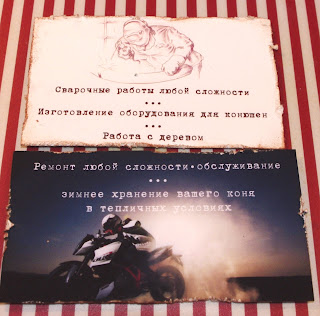 Сварочные работы любой сложности
•••
Изготовление оборудования для конюшен
•••
Работа с деревом
Ремонт любой сложности•обслуживание
•••
зимнее хранение вашего коня
в тепличных условиях